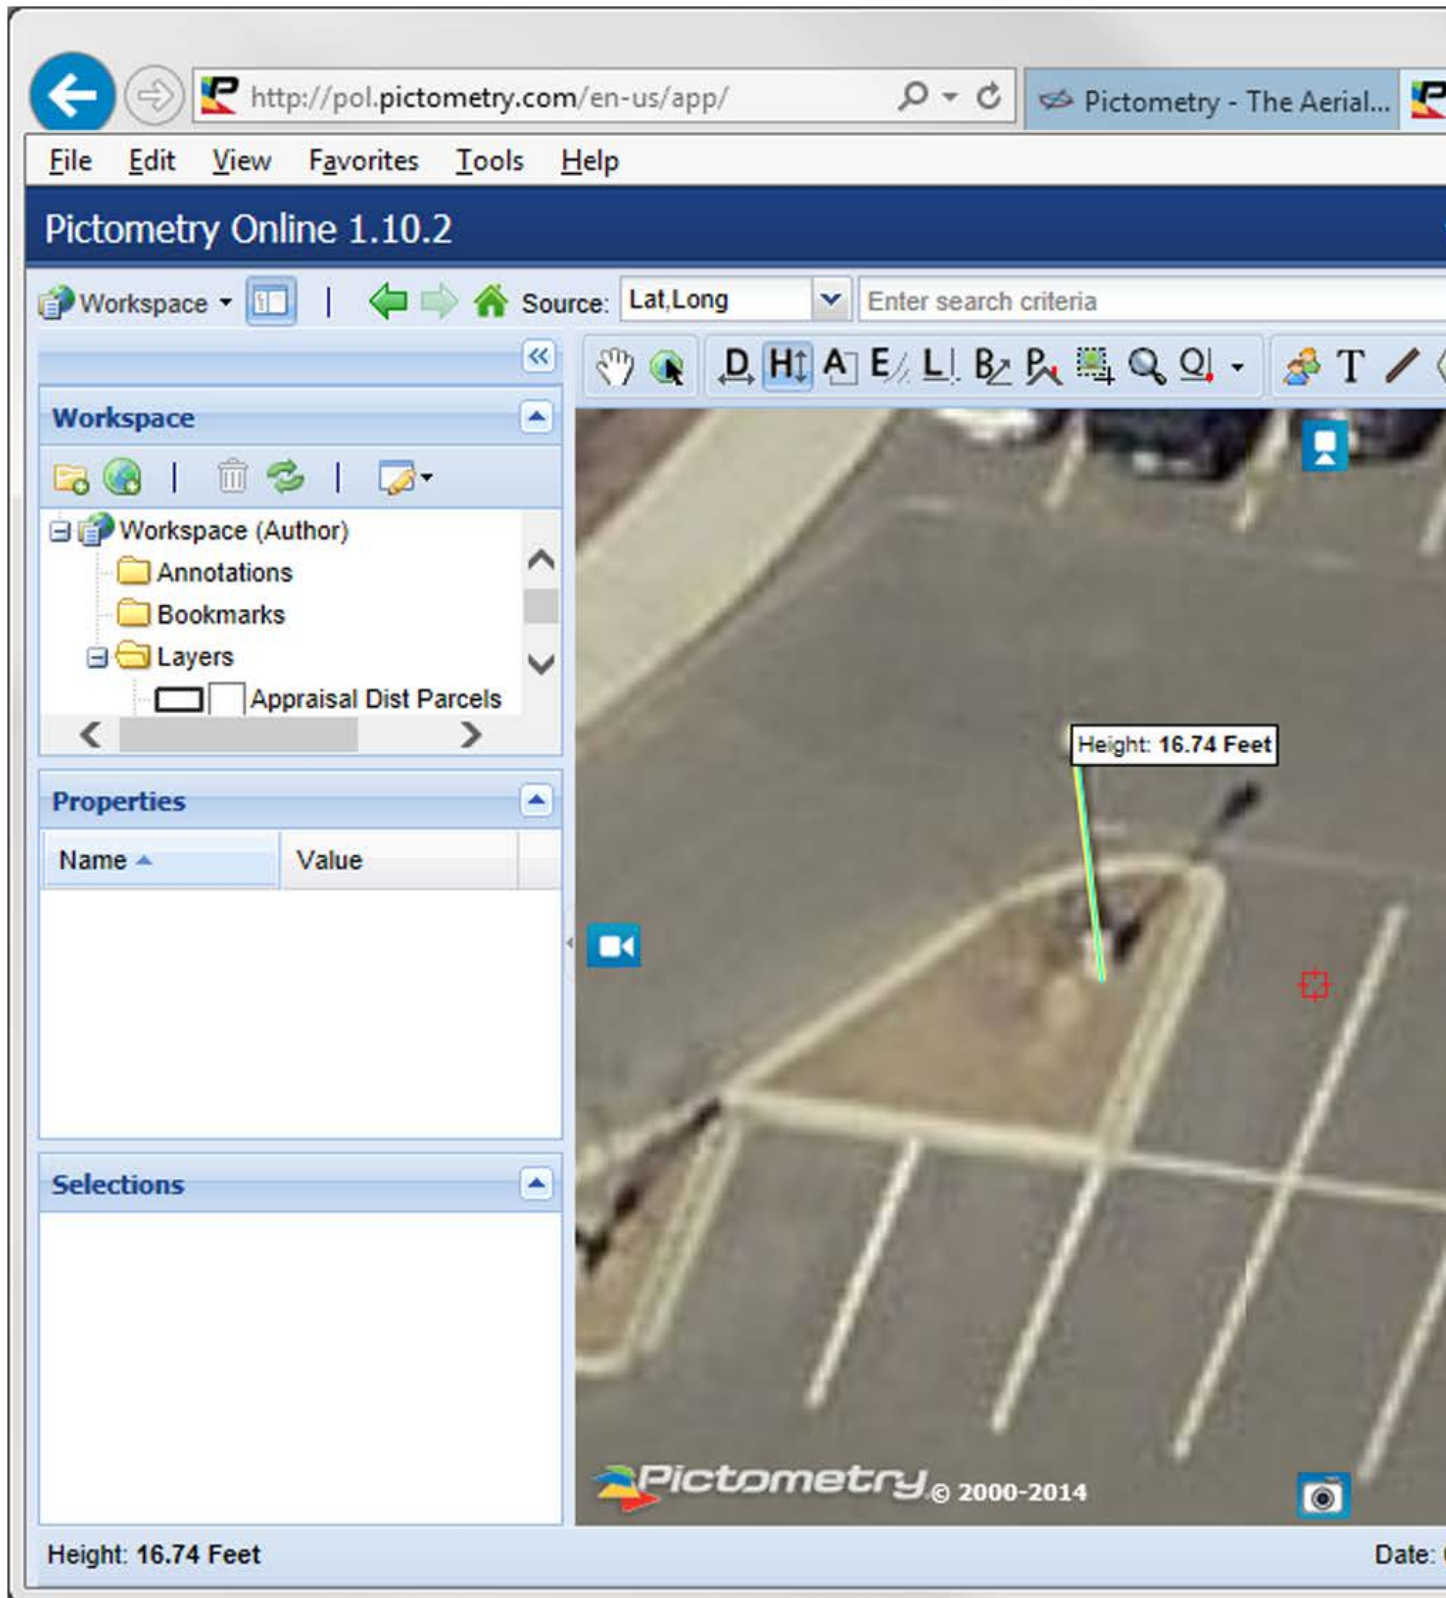 http://pol.pictometry.com/en-us/app/
Pictometry - The Aerial...
File Edit View Favorites Tools Help
Pictometry Online 1.10.2
Workspace Source: Lat,Long Enter search criteria
D H A E L B P Q T
Workspace
Workspace (Author)
Annotations
Bookmarks
Layers
Appraisal Dist Parcels
Height: 16.74 Feet
Properties
Name Value
Selections
Pictometry © 2000-2014
Height: 16.74 Feet
Date: